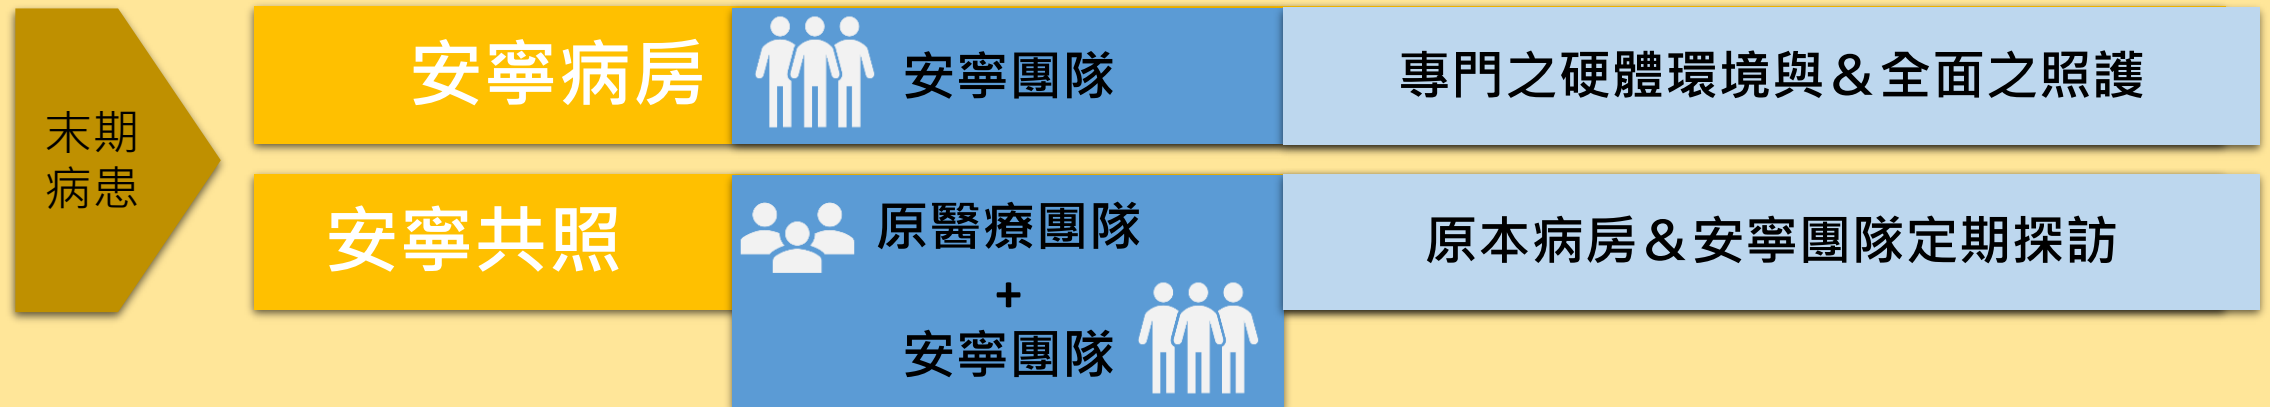 末期
病患
安寧病房
安寧團隊
專門之硬體環境與＆全面之照護
安寧共照
原醫療團隊
+
安寧團隊
原本病房＆安寧團隊定期探訪